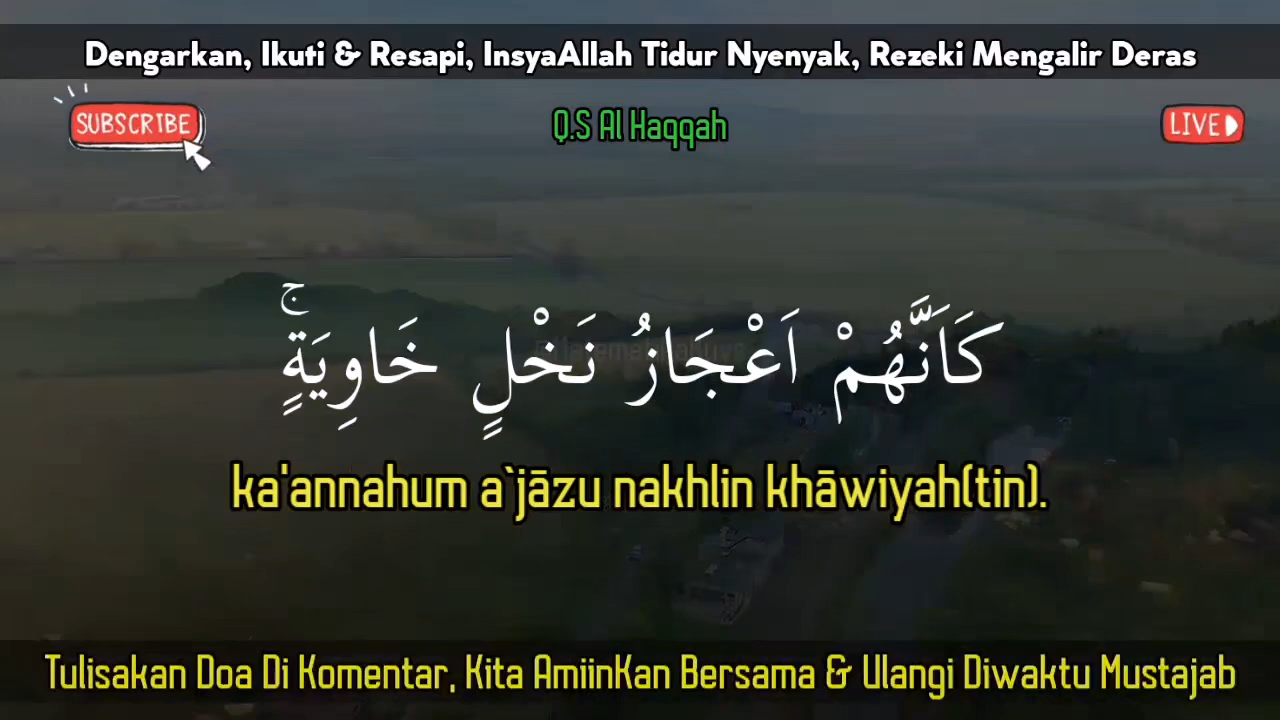 Dengarkan, Ikuti & Resapi, InsyaAllah Tidur Nyenyak, Rezeki Mengalir Deras
SUBSCRIBE
Q.S Al Haqqah
LIVE
كَاَنَّهُمْ اَعْجَازُ نَخْلٍ خَاوِيَةٍۚ
ka'annahum a`jāzu nakhlin khāwiyah(tin).
Tulisakan Doa Di Komentar, Kita AmiinKan Bersama & Ulangi Diwaktu Mustajab